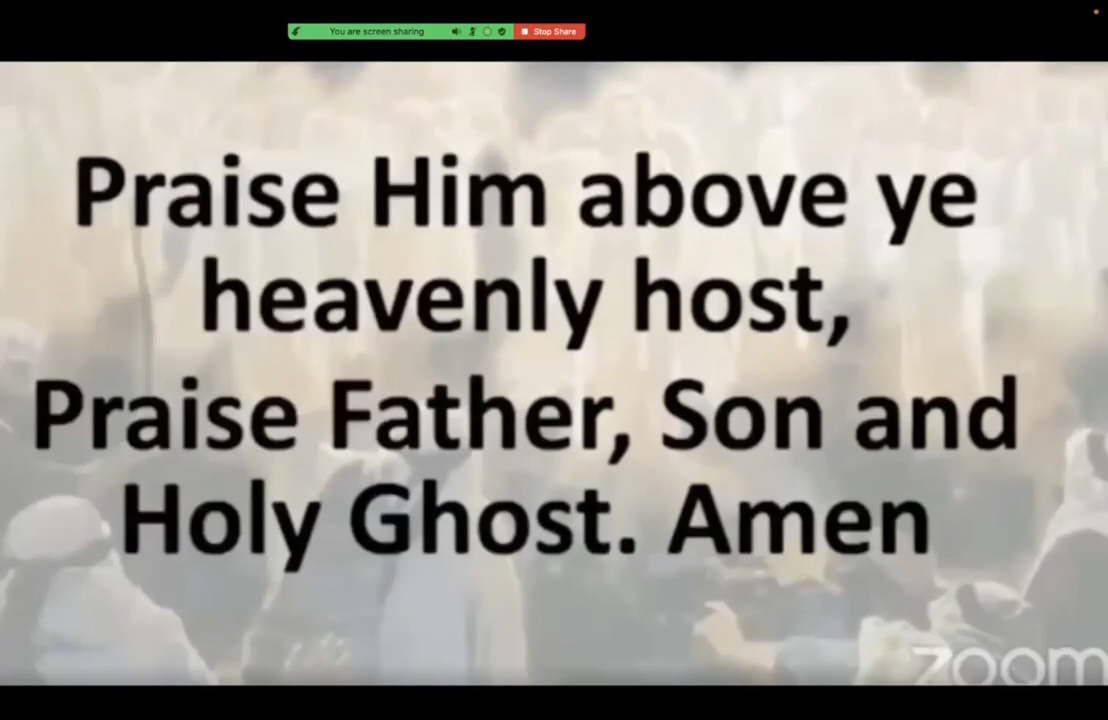 You are screen sharing Stop Share
Praise Him above ye
heavenly host,
Praise Father, Son and
Holy Ghost. Amen
zoom